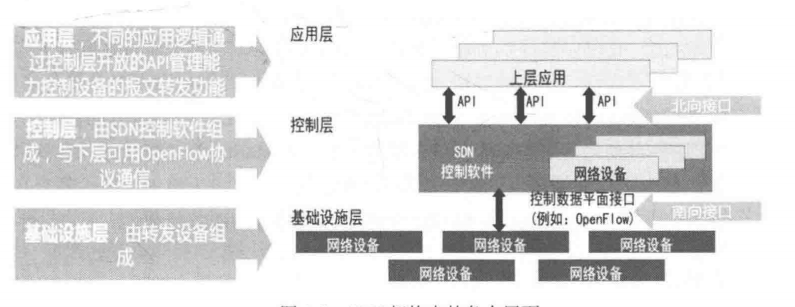 应用层，不同的应用逻辑通
过控制层开放的API管理能
力控制设备的报文转发功能
应用层
上层应用
API
API
API
北向接口
控制层，由SDN控制软件组
成，与下层可用OpenFlow协
议通信
控制层
SDN
控制软件
网络设备
控制数据平面接口
(例如：OpenFlow)
南向接口
基础设施层，由转发设备组
成
基础设施层
网络设备
网络设备
网络设备
网络设备
网络设备